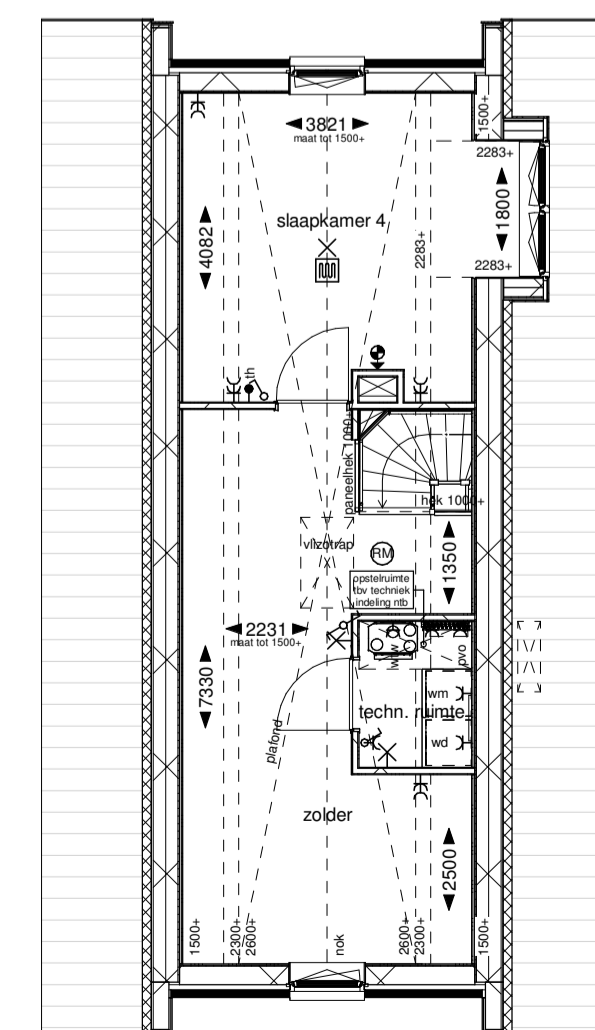 1500+
3821
maat tot 1500+
2283+
1800
slaapkamer 4
4082
2283+
2283+
th
paneelhek 1000+
hek 1000+
vlizotrap
RM
1350
opstelruimte
tbv techniek
indeling ntb
2231
maat tot 1500+
7330
pvo
wm
techn. ruimte
wd
plafond
zolder
2500
1500+
2300+
2600+
nok
2600+
2300+
1500+